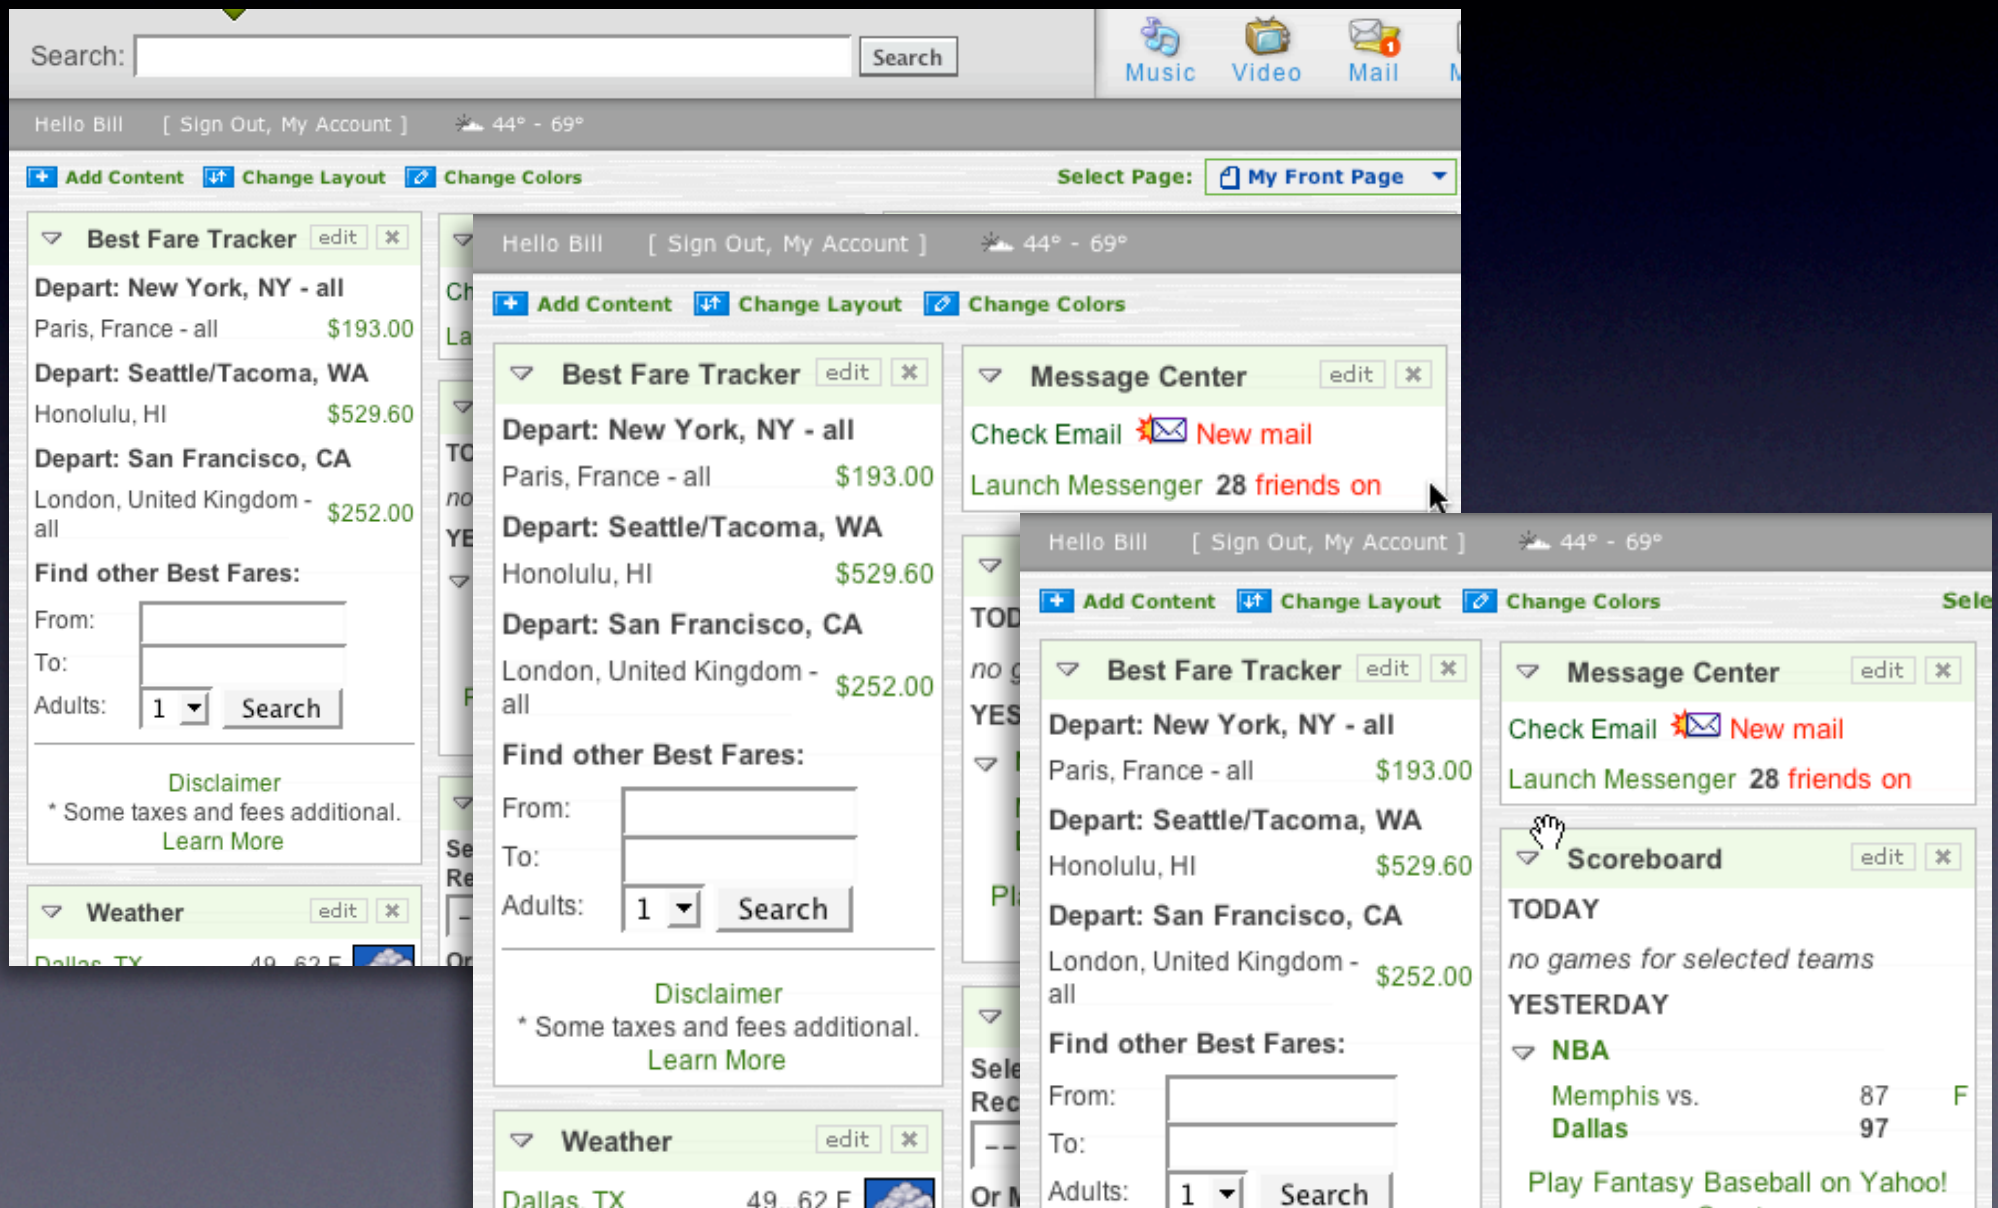 Search:
Search
Music
Video
Mail
1
Hello Bill
[ Sign Out, My Account ]
44° - 69°
Add Content
Change Layout
Change Colors
Select Page:
My Front Page
Best Fare Tracker
edit
Depart: New York, NY - all
Paris, France - all $193.00
Depart: Seattle/Tacoma, WA
Honolulu, HI $529.60
Depart: San Francisco, CA
London, United Kingdom -
all $252.00
Find other Best Fares:
From:
To:
Adults: 1 Search
Disclaimer
* Some taxes and fees additional.
Learn More
Weather
edit
Dallas, TX 49...62 F
Hello Bill
[ Sign Out, My Account ]
44° - 69°
Add Content
Change Layout
Change Colors
Best Fare Tracker
edit
Depart: New York, NY - all
Paris, France - all $193.00
Depart: Seattle/Tacoma, WA
Honolulu, HI $529.60
Depart: San Francisco, CA
London, United Kingdom -
all $252.00
Find other Best Fares:
From:
To:
Adults: 1 Search
Disclaimer
* Some taxes and fees additional.
Learn More
Weather
edit
Dallas, TX 49...62 F
Message Center
edit
Check Email New mail
Launch Messenger 28 friends on
Hello Bill
[ Sign Out, My Account ]
44° - 69°
Add Content
Change Layout
Change Colors
Sele
Best Fare Tracker
edit
Depart: New York, NY - all
Paris, France - all $193.00
Depart: Seattle/Tacoma, WA
Honolulu, HI $529.60
Depart: San Francisco, CA
London, United Kingdom -
all $252.00
Find other Best Fares:
From:
To:
Adults: 1 Search
Message Center
edit
Check Email New mail
Launch Messenger 28 friends on
Scoreboard
edit
TODAY
no games for selected teams
YESTERDAY
NBA
Memphis vs. 87 F
Dallas 97
Play Fantasy Baseball on Yahoo!